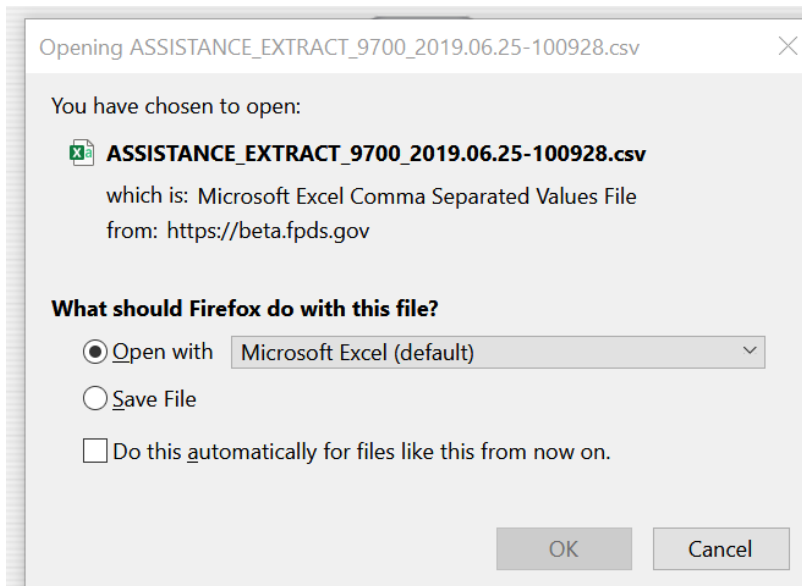 Opening ASSISTANCE_EXTRACT_9700_2019.06.25-100928.csv
You have chosen to open:
ASSISTANCE_EXTRACT_9700_2019.06.25-100928.csv
which is: Microsoft Excel Comma Separated Values File
from: https://beta.fpds.gov
What should Firefox do with this file?
Open with Microsoft Excel (default)
Save File
Do this automatically for files like this from now on.
OK Cancel